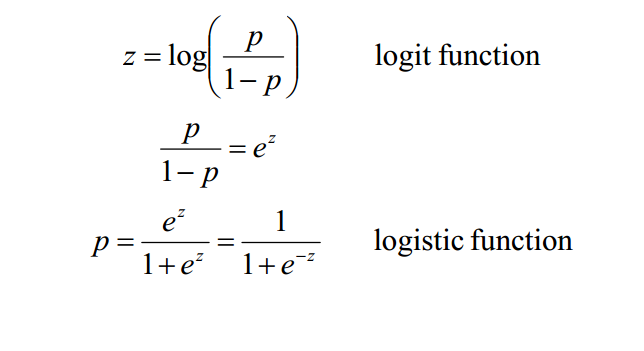 z = log(p / (1 − p)) logit function
p / (1 − p) = e^z
p = e^z / (1 + e^z) = 1 / (1 + e^−z) logistic function